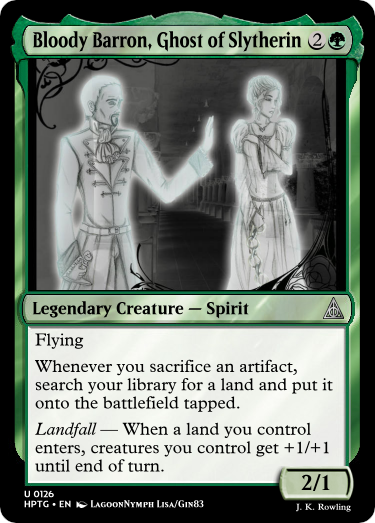 Bloody Barron, Ghost of Slytherin 2
Legendary Creature — Spirit
Flying
Whenever you sacrifice an artifact,
search your library for a land and put it
onto the battlefield tapped.
Landfall — When a land you control
enters, creatures you control get +1/+1
until end of turn.
2/1
U 0126
HPTG • EN LagoonNymph Lisa/Gin83
J. K. Rowling